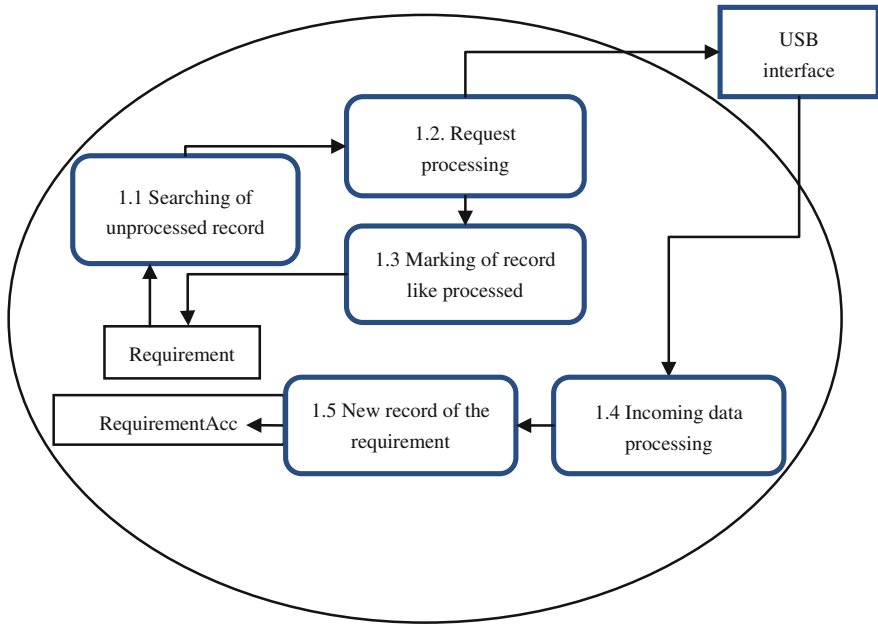 USB
interface
1.2. Request
processing
1.1 Searching of
unprocessed record
1.3 Marking of record
like processed
Requirement
RequirementAcc
1.5 New record of the
requirement
1.4 Incoming data
processing